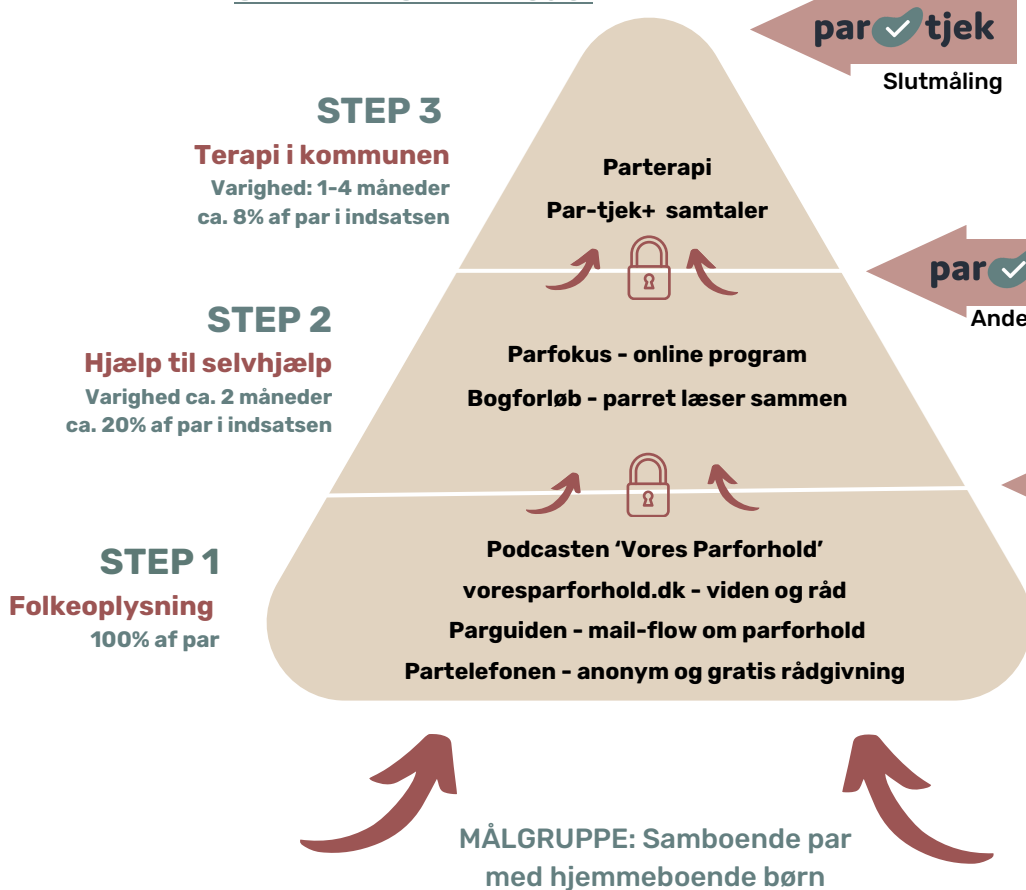 par tjek
Slutmåling
STEP 3
Terapi i kommunen
Varighed: 1-4 måneder
ca. 8% af par i indsatsen
Parterapi
Par-tjek+ samtaler
par
STEP 2
Hjælp til selvhjælp
Varighed ca. 2 måneder
ca. 20% af par i indsatsen
Parfokus - online program
Bogforløb - parret læser sammen
STEP 1
Folkeoplysning
100% af par
Podcasten ‘Vores Parforhold’
voresparforhold.dk - viden og råd
Parguiden - mail-flow om parforhold
Partelefonen - anonym og gratis rådgivning
MÅLGRUPPE: Samboende par
med hjemmeboende børn